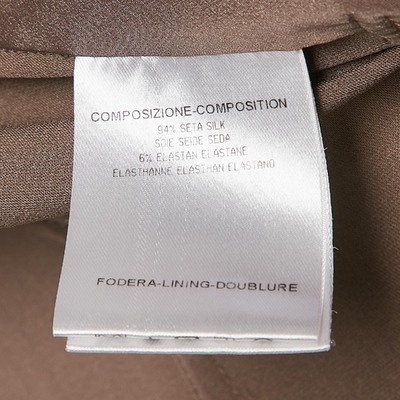 COMPOSIZIONE-COMPOSITION
94% SETA SILK
SOIE SEIDE SEDA
6% ELASTAN ELASTANE
ELASTHANNE ELASTHAN ELASTANO
FODERA-LINING-DOUBLURE